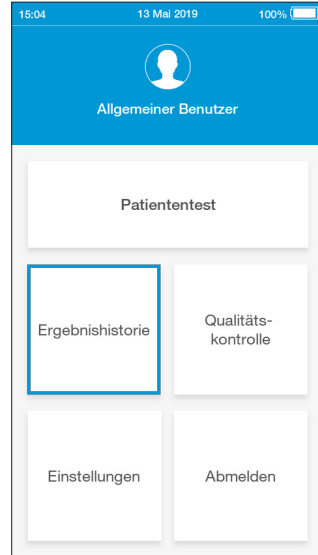 15:04 13 Mai 2019 100%
Allgemeiner Benutzer
Patiententest
Ergebnishistorie
Qualitäts-
kontrolle
Einstellungen
Abmelden